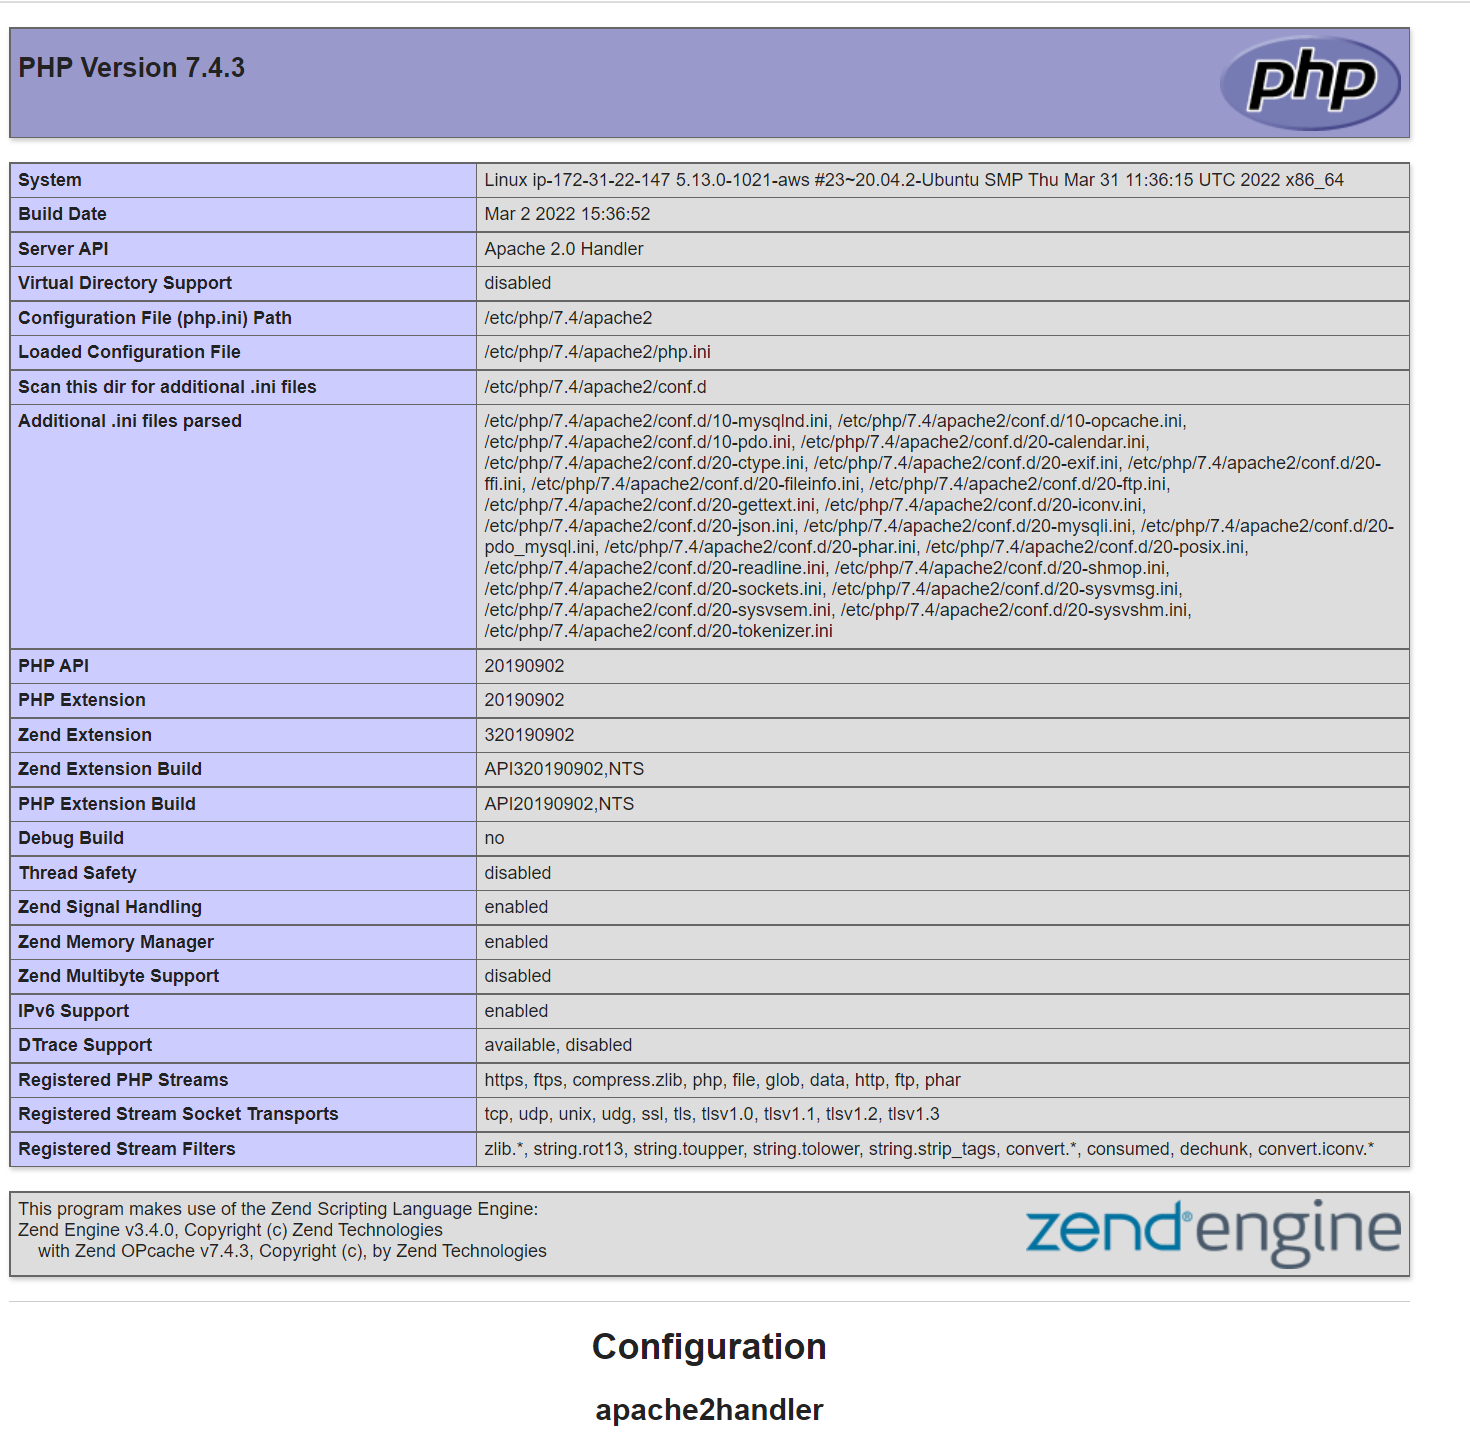 PHP Version 7.4.3
php
System Linux ip-172-31-22-147 5.13.0-1021-aws #23~20.04.2-Ubuntu SMP Thu Mar 31 11:36:15 UTC 2022 x86_64
Build Date Mar 2 2022 15:36:52
Server API Apache 2.0 Handler
Virtual Directory Support disabled
Configuration File (php.ini) Path /etc/php/7.4/apache2
Loaded Configuration File /etc/php/7.4/apache2/php.ini
Scan this dir for additional .ini files /etc/php/7.4/apache2/conf.d
Additional .ini files parsed /etc/php/7.4/apache2/conf.d/10-mysqlnd.ini, /etc/php/7.4/apache2/conf.d/10-opcache.ini,
/etc/php/7.4/apache2/conf.d/10-pdo.ini, /etc/php/7.4/apache2/conf.d/20-calendar.ini,
/etc/php/7.4/apache2/conf.d/20-ctype.ini, /etc/php/7.4/apache2/conf.d/20-exif.ini, /etc/php/7.4/apache2/conf.d/20-
ffi.ini, /etc/php/7.4/apache2/conf.d/20-fileinfo.ini, /etc/php/7.4/apache2/conf.d/20-ftp.ini,
/etc/php/7.4/apache2/conf.d/20-gettext.ini, /etc/php/7.4/apache2/conf.d/20-iconv.ini,
/etc/php/7.4/apache2/conf.d/20-json.ini, /etc/php/7.4/apache2/conf.d/20-mysqli.ini, /etc/php/7.4/apache2/conf.d/20-
pdo_mysql.ini, /etc/php/7.4/apache2/conf.d/20-phar.ini, /etc/php/7.4/apache2/conf.d/20-posix.ini,
/etc/php/7.4/apache2/conf.d/20-readline.ini, /etc/php/7.4/apache2/conf.d/20-shmop.ini,
/etc/php/7.4/apache2/conf.d/20-sockets.ini, /etc/php/7.4/apache2/conf.d/20-sysvmsg.ini,
/etc/php/7.4/apache2/conf.d/20-sysvsem.ini, /etc/php/7.4/apache2/conf.d/20-sysvshm.ini,
/etc/php/7.4/apache2/conf.d/20-tokenizer.ini
PHP API 20190902
PHP Extension 20190902
Zend Extension 320190902
Zend Extension Build API320190902,NTS
PHP Extension Build API20190902,NTS
Debug Build no
Thread Safety disabled
Zend Signal Handling enabled
Zend Memory Manager enabled
Zend Multibyte Support disabled
IPv6 Support enabled
DTrace Support available, disabled
Registered PHP Streams https, ftps, compress.zlib, php, file, glob, data, http, ftp, phar
Registered Stream Socket Transports tcp, udp, unix, udg, ssl, tls, tlsv1.0, tlsv1.1, tlsv1.2, tlsv1.3
Registered Stream Filters zlib.*, string.rot13, string.toupper, string.tolower, string.strip_tags, convert.*, consumed, dechunk, convert.iconv.*
This program makes use of the Zend Scripting Language Engine:
Zend Engine v3.4.0, Copyright (c) Zend Technologies
with Zend OPcache v7.4.3, Copyright (c), by Zend Technologies
zend® engine
Configuration
apache2handler